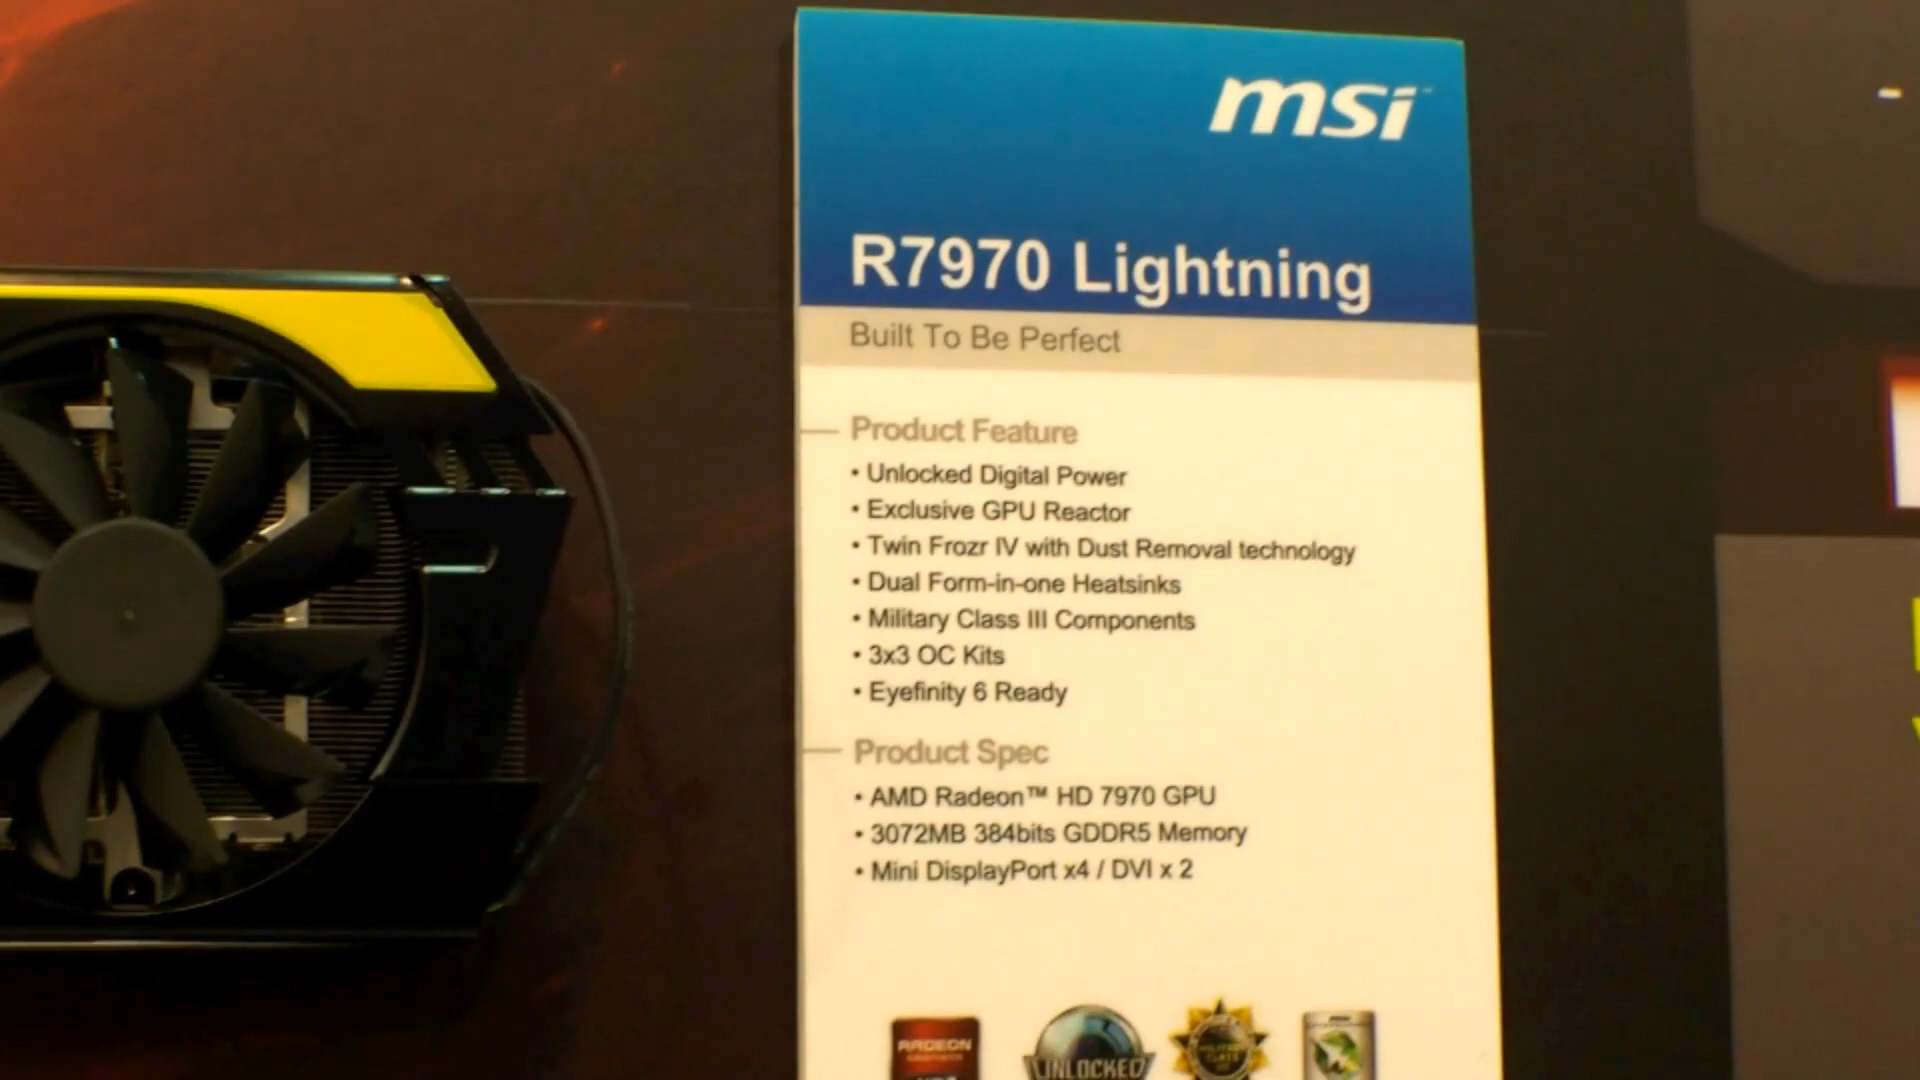 msi
R7970 Lightning
Built To Be Perfect
Product Feature
• Unlocked Digital Power
• Exclusive GPU Reactor
• Twin Frozr IV with Dust Removal technology
• Dual Form-in-one Heatsinks
• Military Class III Components
• 3x3 OC Kits
• Eyefinity 6 Ready
Product Spec
• AMD Radeon™ HD 7970 GPU
• 3072MB 384bits GDDR5 Memory
• Mini DisplayPort x4 / DVI x 2
RADEON
UNLOCKED
MILITARY
CLASS